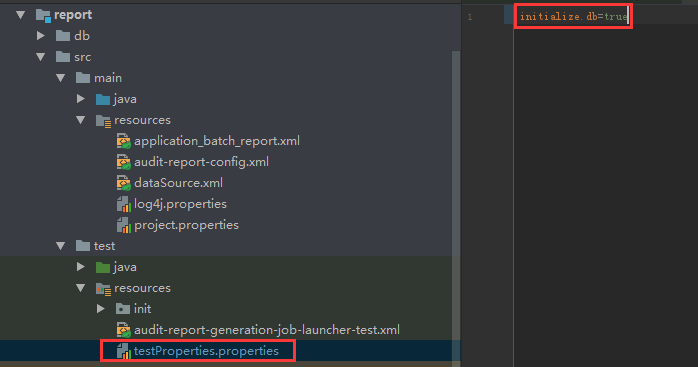 report
db
src
main
java
resources
application_batch_report.xml
audit-report-config.xml
dataSource.xml
log4j.properties
project.properties
test
java
resources
init
audit-report-generation-job-launcher-test.xml
testProperties.properties
1 initialize.db=true